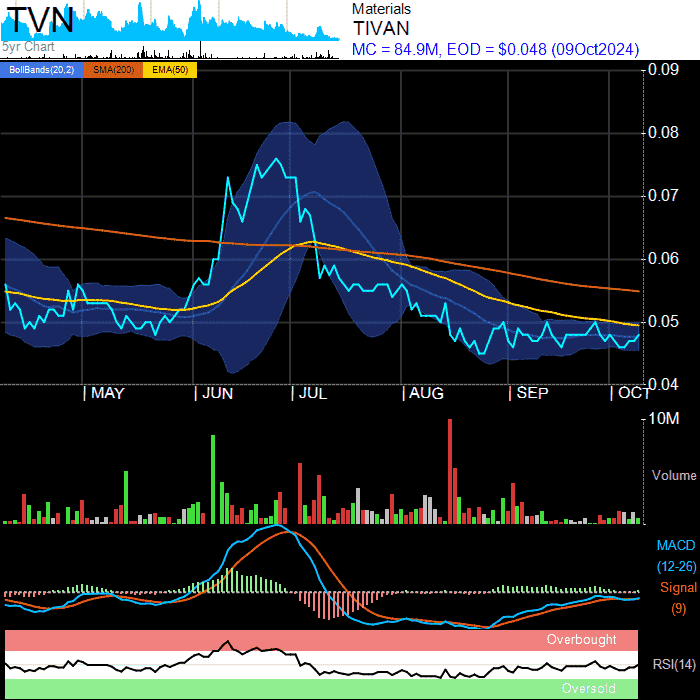 TVN
5yr Chart
Materials
TIVAN
MC = 84.9M, EOD = $0.048 (09Oct2024)
BollBands(20,2) SMA(200) EMA(50)
0.09
0.08
0.07
0.06
0.05
0.04
MAY JUN JUL AUG SEP OCT
10M
Volume
MACD
(12-26)
Signal
(9)
Overbought
RSI(14)
Oversold